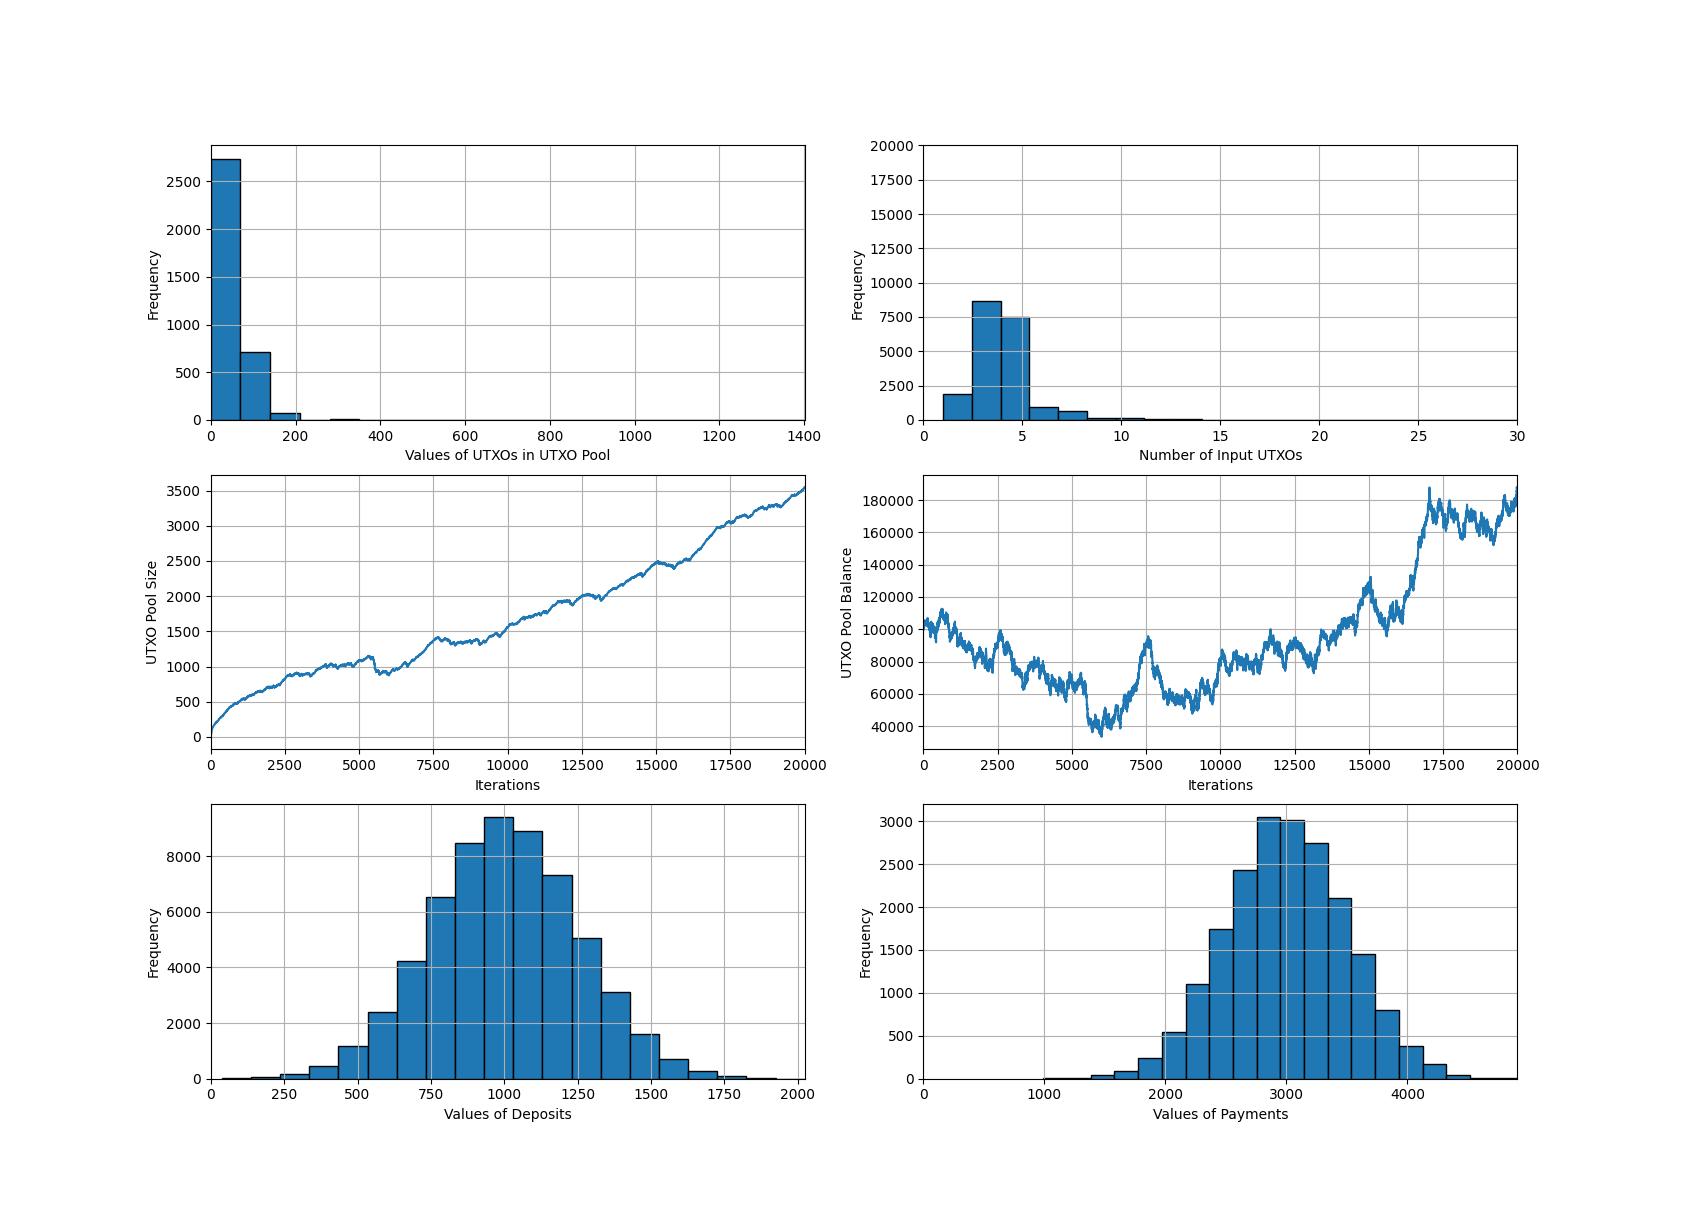 2500
2000
1500
1000
500
0
Frequency
0 200 400 600 800 1000 1200 1400
Values of UTXOs in UTXO Pool
20000
17500
15000
12500
10000
7500
5000
2500
0
Frequency
0 5 10 15 20 25 30
Number of Input UTXOs
3500
3000
2500
2000
1500
1000
500
0
UTXO Pool Size
0 2500 5000 7500 10000 12500 15000 17500 20000
Iterations
180000
160000
140000
120000
100000
80000
60000
40000
UTXO Pool Balance
0 2500 5000 7500 10000 12500 15000 17500 20000
Iterations
8000
6000
4000
2000
0
Frequency
0 250 500 750 1000 1250 1500 1750 2000
Values of Deposits
3000
2500
2000
1500
1000
500
0
Frequency
0 1000 2000 3000 4000
Values of Payments